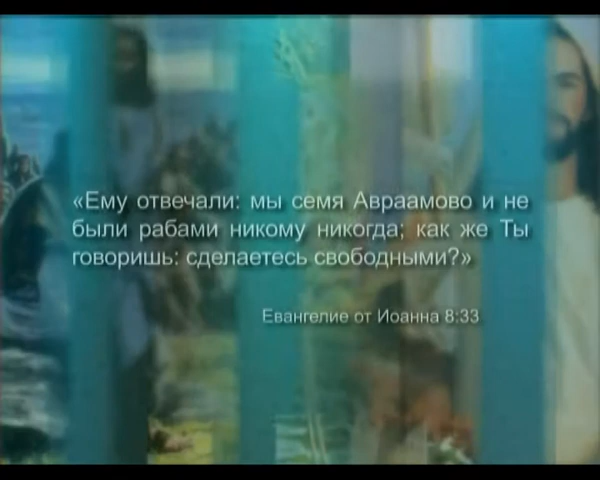 «Ему отвечали: мы семя Авраамово и не
были рабами никому никогда; как же Ты
говоришь: сделаетесь свободными?»
Евангелие от Иоанна 8:33